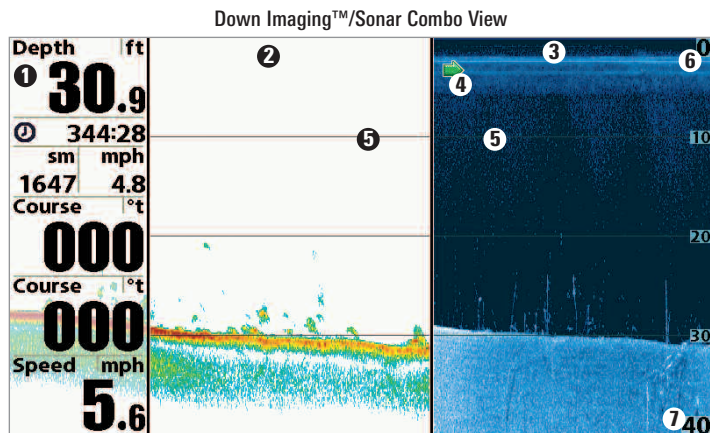 Down Imaging™/Sonar Combo View
Depth ft
1 30.9
344:28
sm mph
1647 4.8
Course °t
000
Course °t
000
Speed mph
5.6
2
5
3
0
6
4
5
10
20
30
7 40